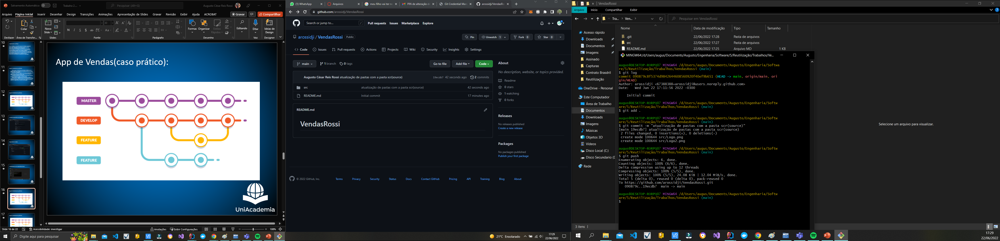 Salvamento Automático
Trabaho 2....
Pesquisar (Alt+G)
Augusto César Reis Rossi
Arquivo Página Inicial Inserir Desenhar Design Transições Animações Apresentação de Slides Gravar Revisão Exibir Ajuda ACROBAT
Gravar
Compartilhar
Colar
Novo
Slide
Formas
Organizar
Estilos
Rápidos
Editando
Ditar
Ideias de
Design
Desfazer
Área de Transfer...
Slides
Fonte
Parágrafo
Desenho
Voz
Designer
10
11
12
13
14
15
16
17
App de Vendas(caso prático):
MASTER
DEVELOP
FEATURE
FEATURE
UniAcademia
Slide 16 de 22
Acessibilidade: investigar
Anotações
Exibir Configurações
108%
Digite aqui para pesquisar
(1) WhatsApp
Arquivos
meu filho vai ter no
PIN de alteração de
Git Credential Man
arossidji/VendasRos
github.com/arossidji/VendasRossi
Search or jump to...
/
Pull requests Issues Marketplace Explore
arossidji / VendasRossi
Public
Pin
Unwatch 1
Fork 0
Star 0
Code Issues Pull requests Actions Projects Wiki Security Insights Settings
main
1 branch
0 tags
Go to file
Add file
Code
Augusto César Reis Rossi atualização de pastas com a pasta scr(source)
19ecdb7 42 seconds ago
2 commits
src
atualização de pastas com a pasta scr(source)
42 seconds ago
README.md
Initial commit
17 minutes ago
README.md
VendasRossi
About
No description, website, or topics provided.
Readme
0 stars
1 watching
0 forks
Releases
No releases published
Create a new release
Packages
No packages published
Publish your first package
© 2022 GitHub, Inc.
Terms Privacy Security Status Docs Contact GitHub Pricing API Training Blog About
21°C Ensolarado
17:29
22/06/2022
VendasRossi
Arquivo Início Compartilhar Exibir
Tra... Ven...
Pesquisar em VendasRossi
Acesso rápido
Downloads
Documentos
Imagens
Assinado
Capturas
Contrato Brasdril
Reutilização
OneDrive - Personal
Este Computador
Área de Trabalho
Documentos
Downloads
Imagens
Músicas
Objetos 3D
Vídeos
Disco Local (C:)
Disco Secundario (D
Rede
Nome Data de modificação Tipo Tamanho
.git 22/06/2022 17:28 Pasta de arquivos
src 22/06/2022 17:27 Pasta de arquivos
README.md 22/06/2022 17:25 Arquivo MD 1 KB
Selecione um arquivo para visualizar.
3 itens
MINGW64:/d/Users/augus/Documents/Augusto/Engenharia/Software/5/Reutilização/Trabalhos/Ve...
augus@DESKTOP-RORPQO7 MINGW64 /d/Users/augus/Documents/Augusto/Engenharia/Softwa
re/5/Reutilização/Trabalhos/VendasRossi (main)
$ git log
commit 090879c8f5374d9842644608560920f40ef9b651 (HEAD -> main, origin/main, ori
gin/HEAD)
Author: arossidji <67388388+arossidji@users.noreply.github.com>
Date: Wed Jun 22 17:11:56 2022 -0300
Initial commit
augus@DESKTOP-RORPQO7 MINGW64 /d/Users/augus/Documents/Augusto/Engenharia/Softw
are/5/Reutilização/Trabalhos/VendasRossi (main)
$ git add .
augus@DESKTOP-RORPQO7 MINGW64 /d/Users/augus/Documents/Augusto/Engenharia/Softw
are/5/Reutilização/Trabalhos/VendasRossi (main)
$ git commit -m "atualização de pastas com a pasta scr(source)"
[main 19ecdb7] atualização de pastas com a pasta scr(source)
2 files changed, 0 insertions(+), 0 deletions(-)
create mode 100644 src/Logo.png
create mode 100644 src/Logo2.png
augus@DESKTOP-RORPQO7 MINGW64 /d/Users/augus/Documents/Augusto/Engenharia/Softw
are/5/Reutilização/Trabalhos/VendasRossi (main)
$ git push
Enumerating objects: 6, done.
Counting objects: 100% (6/6), done.
Delta compression using up to 12 threads
Compressing objects: 100% (5/5), done.
Writing objects: 100% (5/5), 24.08 KiB | 12.04 MiB/s, done.
Total 5 (delta 0), reused 0 (delta 0), pack-reused 0
To https://github.com/arossidji/VendasRossi.git
090879c..19ecdb7 main -> main
augus@DESKTOP-RORPQO7 MINGW64 /d/Users/augus/Documents/Augusto/Engenharia/Softw
are/5/Reutilização/Trabalhos/VendasRossi (main)
$
17:29
22/06/2022